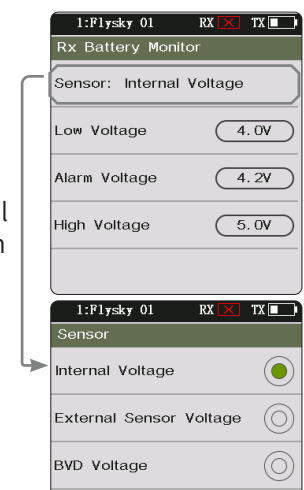 1:Flysky 01 RX TX
Rx Battery Monitor
Sensor: Internal Voltage
Low Voltage 4.0V
Alarm Voltage 4.2V
High Voltage 5.0V
l
n
1:Flysky 01 RX TX
Sensor
Internal Voltage
External Sensor Voltage
BVD Voltage